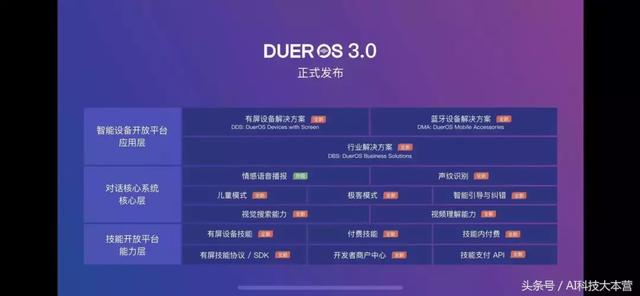 DUEROS 3.0
正式发布
智能设备开放平台
应用层
有屏设备解决方案 全新
DDS: DuerOS Devices with Screen
蓝牙设备解决方案 全新
DMA: DuerOS Mobile Accessories
行业解决方案 全新
DBS: DuerOS Business Solutions
对话核心系统
核心层
情感语音播报 升级
声纹识别 全新
儿童模式 全新
极客模式 全新
智能引导与纠错 全新
视觉搜索能力 全新
视频理解能力 全新
技能开放平台
能力层
有屏设备技能 全新
付费技能 全新
技能内付费 全新
有屏技能协议 / SDK 全新
开发者商户中心 全新
技能支付 API 全新
头条号 / AI科技大本营